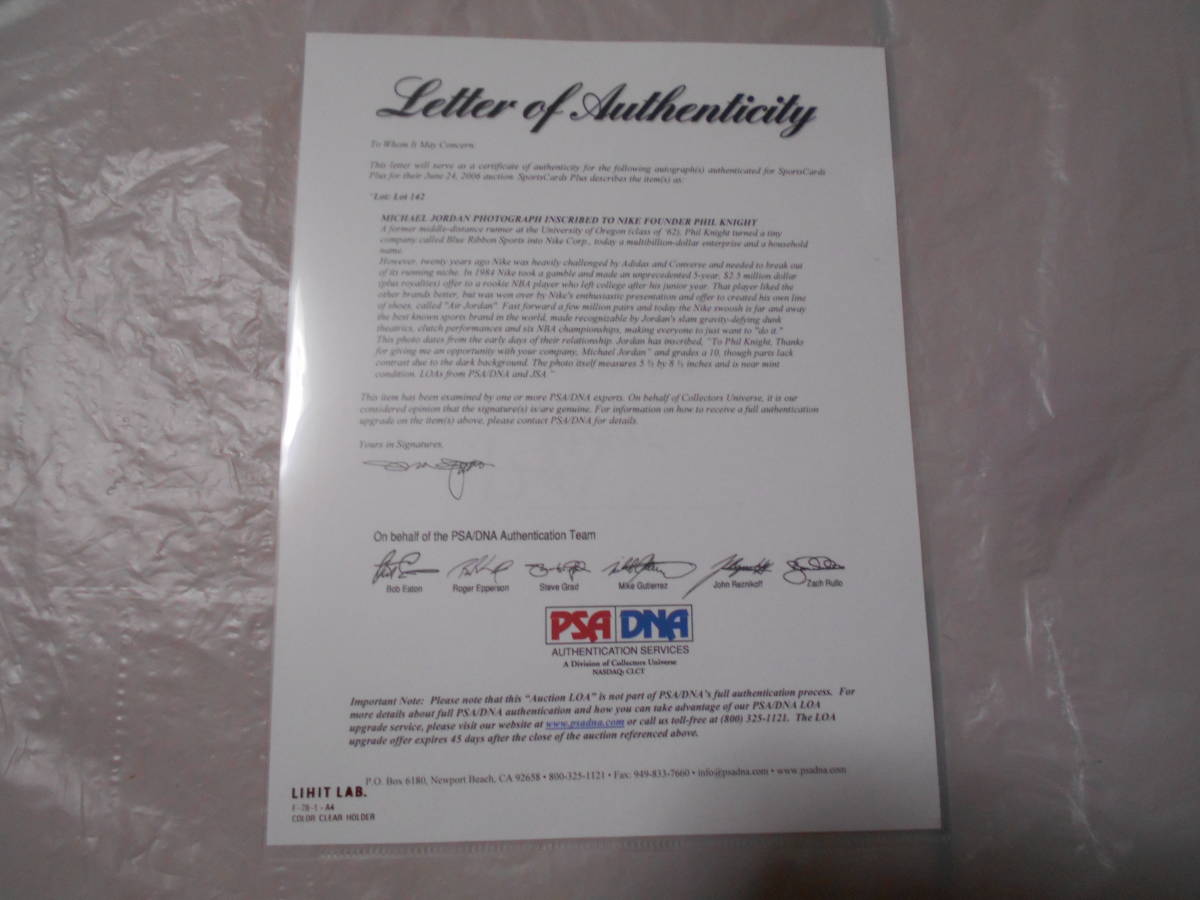 Letter of Authenticity
To Whom It May Concern:
This letter will serve as a certificate of authenticity for the following autograph(s) authenticated for SportsCards
Plus for their June 24, 2006 auction. SportsCards Plus describes the item(s) as:
"Lot: Lot 142
MICHAEL JORDAN PHOTOGRAPH INSCRIBED TO NIKE FOUNDER PHIL KNIGHT
A former middle-distance runner at the University of Oregon (class of '62). Phil Knight turned a tiny
company called Blue Ribbon Sports into Nike Corp., today a multibillion-dollar enterprise and a household
name.
However, twenty years ago Nike was heavily challenged by Adidas and Converse and needed to break out
of its running niche. In 1984 Nike took a gamble and made an unprecedented 5-year, $2.5 million dollar
(plus royalties) offer to a rookie NBA player who left college after his junior year. That player liked the
other brands better, but was won over by Nike's enthusiastic presentation and offer to created his own line
of shoes, called "Air Jordan". Fast forward a few million pairs and today the Nike swoosh is far and away
the best known sports brand in the world, made recognizable by Jordan's slam gravity-defying dunk
theatrics, clutch performances and six NBA championships, making everyone to just want to "do it."
This photo dates from the early days of their relationship. Jordan has inscribed, "To Phil Knight, Thanks
for giving me an opportunity with your company, Michael Jordan" and grades a 10, though parts lack
contrast due to the dark background. The photo itself measures 5 ½ by 8 ½ inches and is near mint
condition. LOAs from PSA/DNA and JSA."
This item has been examined by one or more PSA/DNA experts. On behalf of Collectors Universe, it is our
considered opinion that the signature(s) is/are genuine. For information on how to receive a full authentication
upgrade on the item(s) above, please contact PSA/DNA for details.
Yours in Signatures,
On behalf of the PSA/DNA Authentication Team
Bob Eaton Roger Epperson Steve Grad Mike Gutierrez John Reznikoff Zach Rullo
PSA DNA
AUTHENTICATION SERVICES
A Division of Collectors Universe
NASDAQ: CLCT
Important Note: Please note that this "Auction LOA" is not part of PSA/DNA's full authentication process. For
more details about full PSA/DNA authentication and how you can take advantage of our PSA/DNA LOA
upgrade service, please visit our website at www.psadna.com or call us toll-free at (800) 325-1121. The LOA
upgrade offer expires 45 days after the close of the auction referenced above.
P.O. Box 6180, Newport Beach, CA 92658 • 800-325-1121 • Fax: 949-833-7660 • info@psadna.com • www.psadna.com
LIHIT LAB.
F-78-1-A4
COLOR CLEAR HOLDER